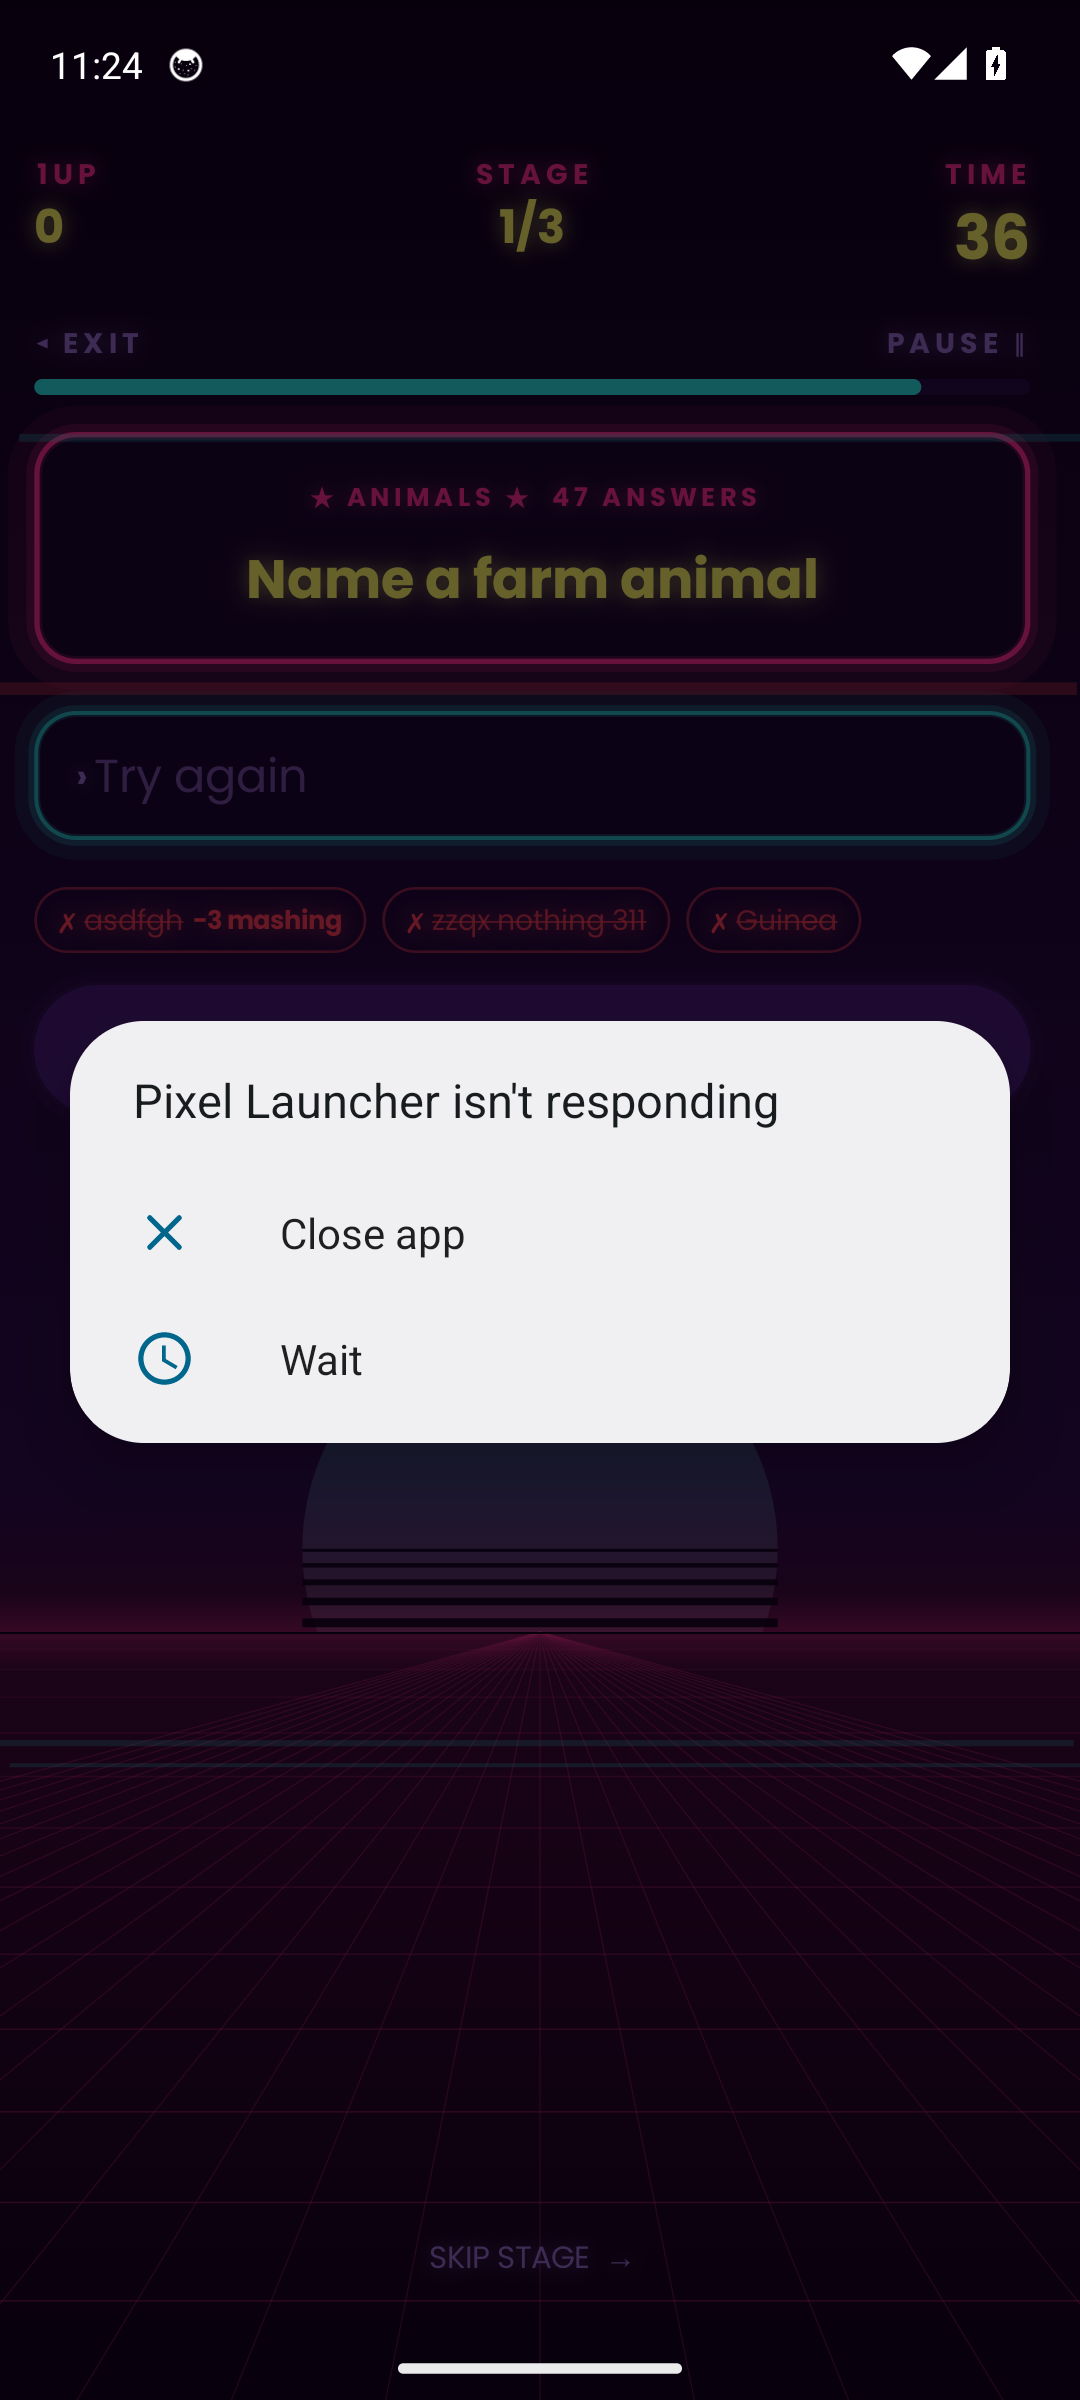 11:24
1UP STAGE TIME
0 1/3 36
◂ EXIT PAUSE ||
★ ANIMALS ★ 47 ANSWERS
Name a farm animal
› Try again
✗ asdfgh -3 mashing ✗ zzqx nothing 311 ✗ Guinea
Pixel Launcher isn't responding
Close app
Wait
SKIP STAGE →